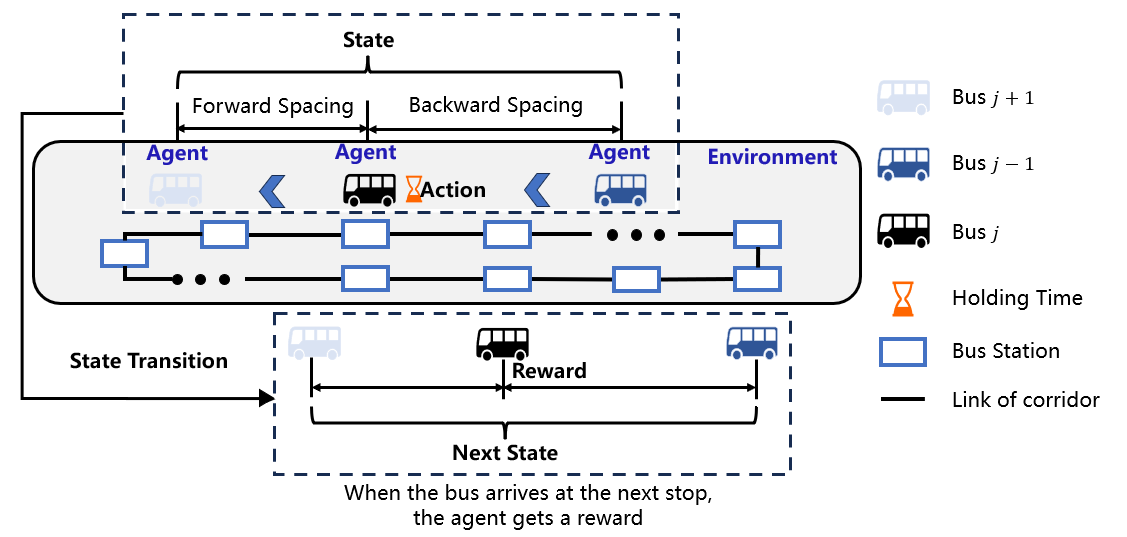 State
Forward Spacing
Backward Spacing
Agent
Agent
Agent
Environment
Action
State Transition
Reward
Next State
When the bus arrives at the next stop,
the agent gets a reward
Bus j + 1
Bus j − 1
Bus j
Holding Time
Bus Station
Link of corridor